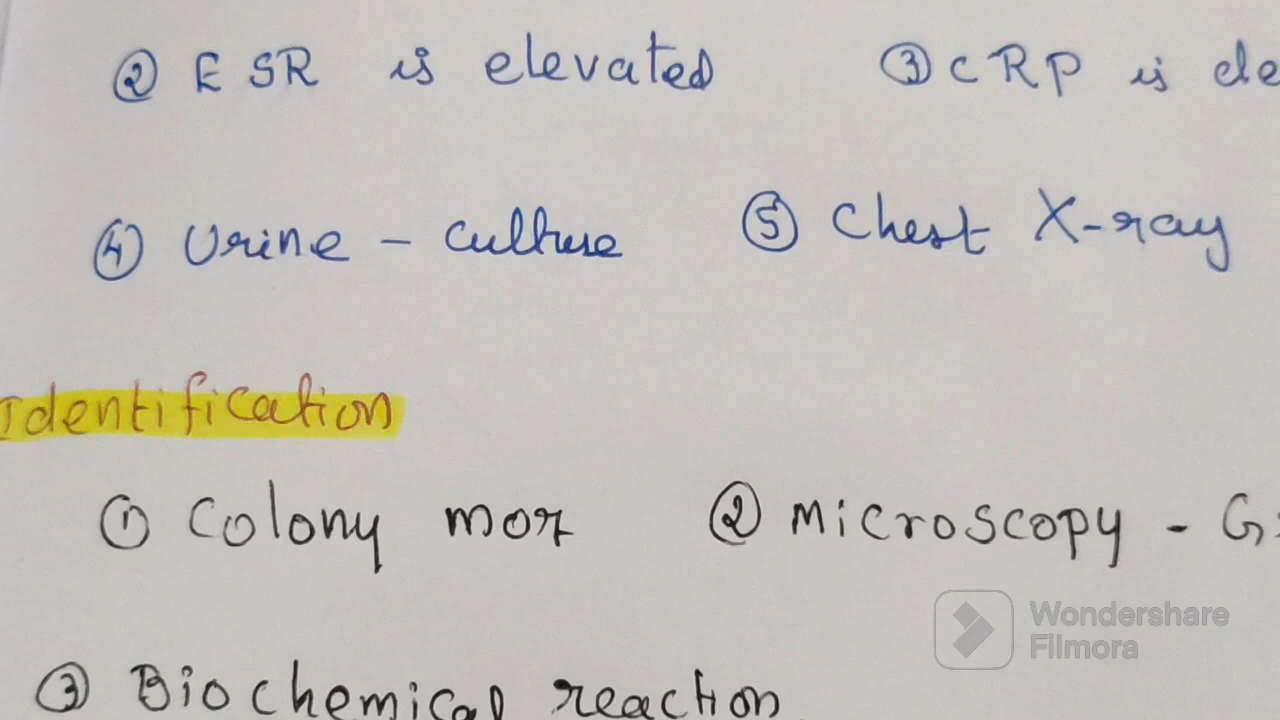 ② ESR is elevated ③ CRP is ele
④ Urine - culture ⑤ Chest X-ray
Identification
① Colony mor ② Microscopy - G
③ Biochemical reaction
Wondershare
Filmora